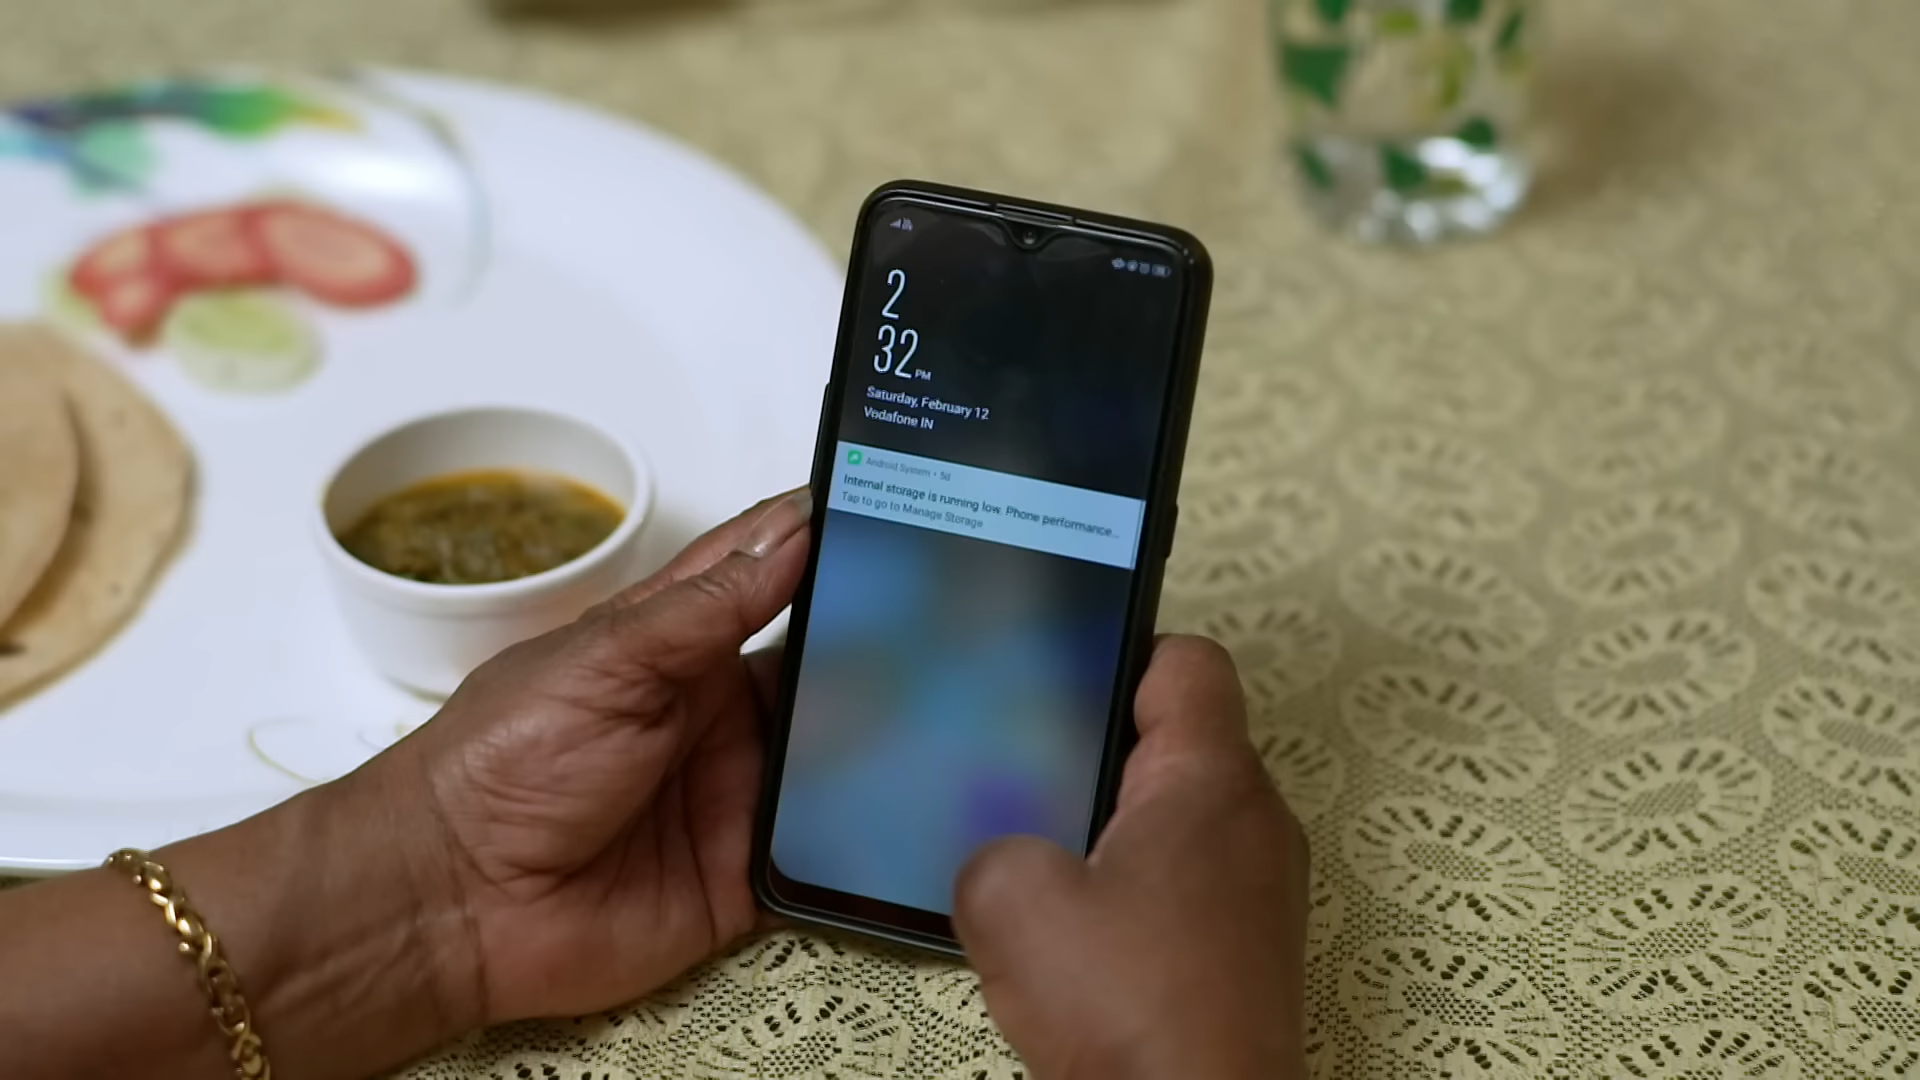 2
32 PM
Saturday, February 12
Vodafone IN
Android System • 5d
Internal storage is running low. Phone performance...
Tap to go to Manage Storage